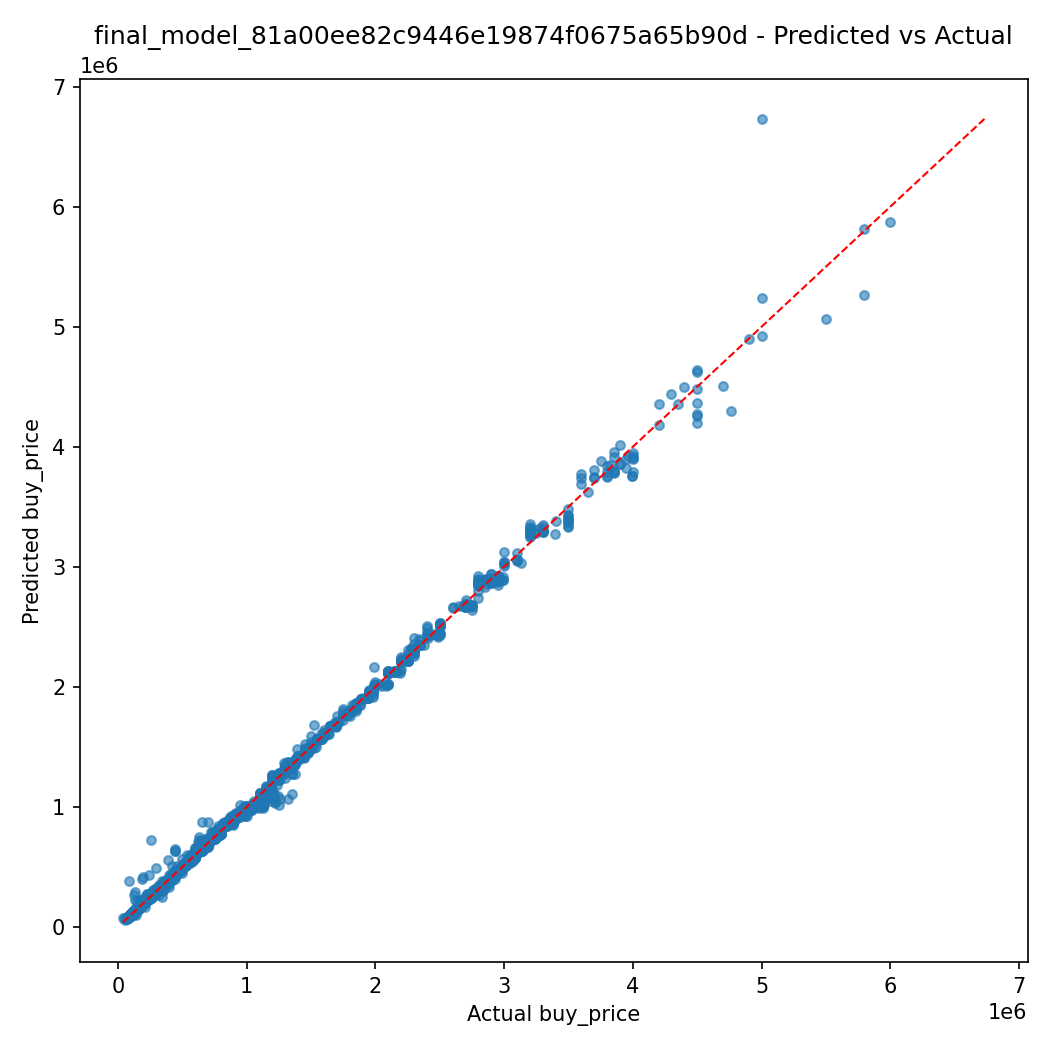 final_model_81a00ee82c9446e19874f0675a65b90d - Predicted vs Actual
1e6
7
6
5
4
3
2
1
0
Predicted buy_price
0 1 2 3 4 5 6 7
Actual buy_price
1e6